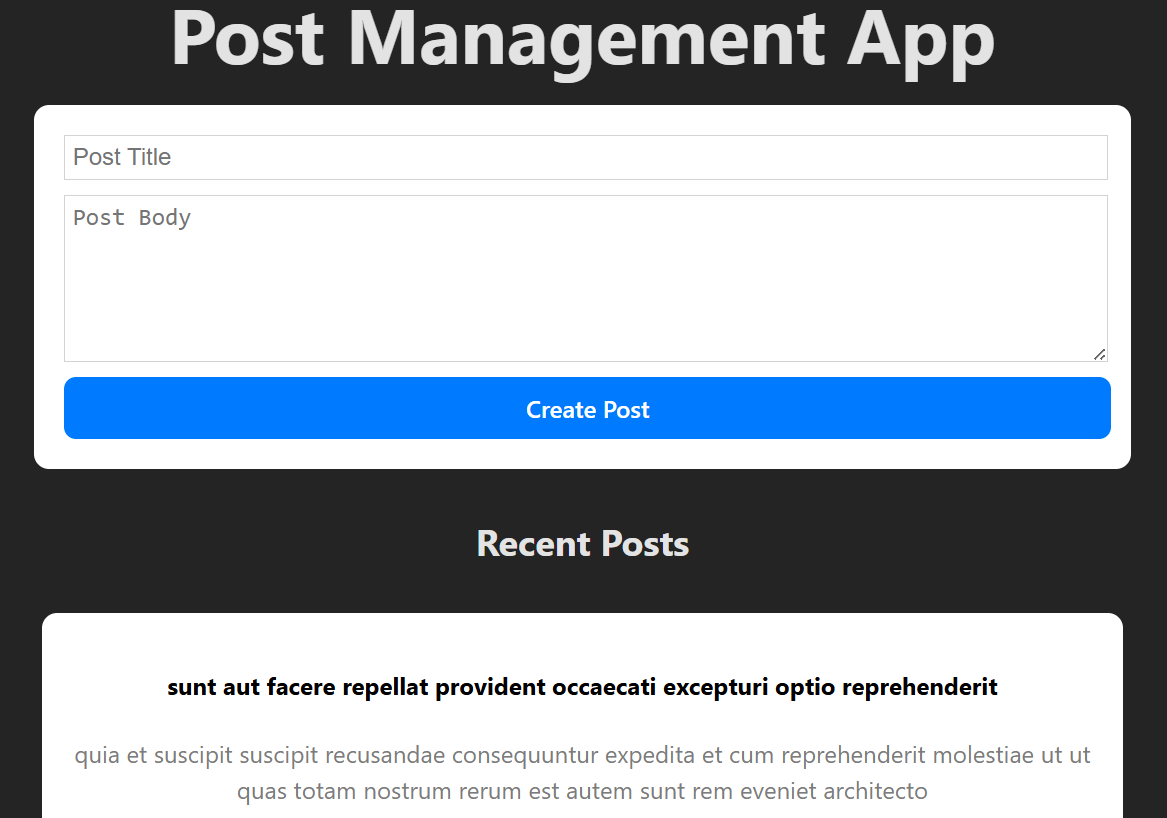 Post Management App
Post Title
Post Body
Create Post
Recent Posts
sunt aut facere repellat provident occaecati excepturi optio reprehenderit
quia et suscipit suscipit recusandae consequuntur expedita et cum reprehenderit molestiae ut ut
quas totam nostrum rerum est autem sunt rem eveniet architecto